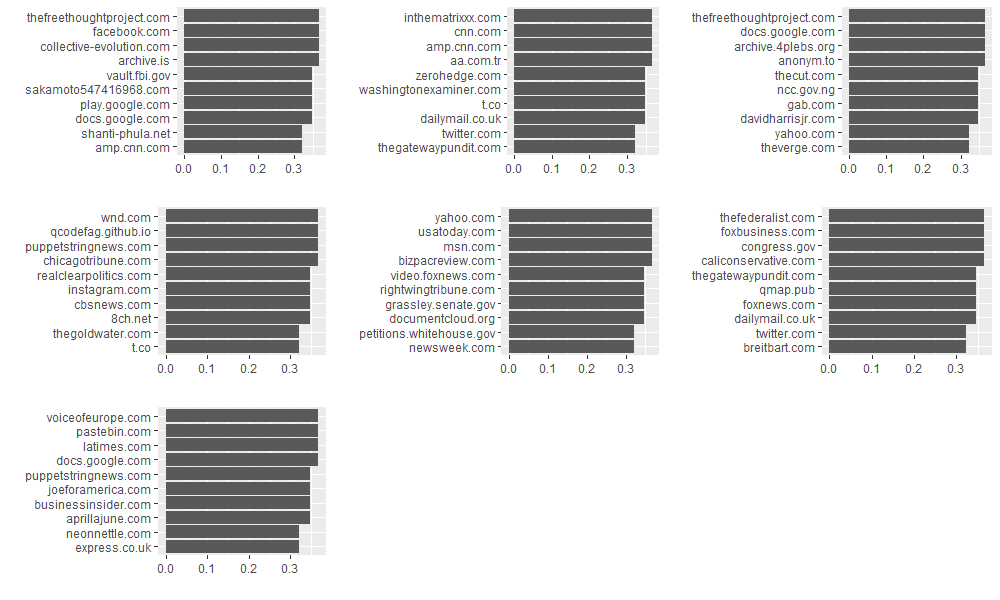 thefreethoughtproject.com
facebook.com
collective-evolution.com
archive.is
vault.fbi.gov
sakamoto547416968.com
play.google.com
docs.google.com
shanti-phula.net
amp.cnn.com
0.0 0.1 0.2 0.3
inthematrixxx.com
cnn.com
amp.cnn.com
aa.com.tr
zerohedge.com
washingtonexaminer.com
t.co
dailymail.co.uk
twitter.com
thegatewaypundit.com
0.0 0.1 0.2 0.3
thefreethoughtproject.com
docs.google.com
archive.4plebs.org
anonym.to
thecut.com
ncc.gov.ng
gab.com
davidharrisjr.com
yahoo.com
theverge.com
0.0 0.1 0.2 0.3
wnd.com
qcodefag.github.io
puppetstringnews.com
chicagotribune.com
realclearpolitics.com
instagram.com
cbsnews.com
8ch.net
thegoldwater.com
t.co
0.0 0.1 0.2 0.3
yahoo.com
usatoday.com
msn.com
bizpacreview.com
video.foxnews.com
rightwingtribune.com
grassley.senate.gov
documentcloud.org
petitions.whitehouse.gov
newsweek.com
0.0 0.1 0.2 0.3
thefederalist.com
foxbusiness.com
congress.gov
caliconservative.com
thegatewaypundit.com
qmap.pub
foxnews.com
dailymail.co.uk
twitter.com
breitbart.com
0.0 0.1 0.2 0.3
voiceofeurope.com
pastebin.com
latimes.com
docs.google.com
puppetstringnews.com
joeforamerica.com
businessinsider.com
aprillajune.com
neonnettle.com
express.co.uk
0.0 0.1 0.2 0.3